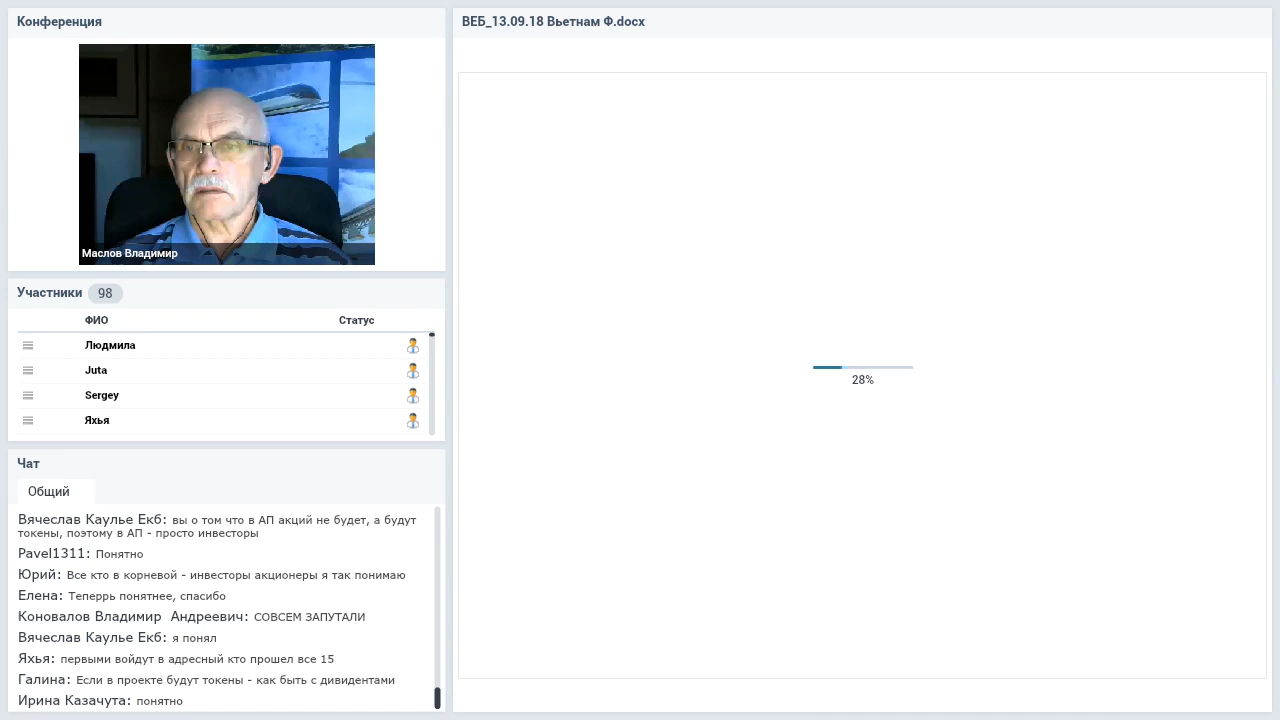 Конференция
Маслов Владимир
Участники 98
ФИО Статус
Людмила
Juta
Sergey
Яхья
Чат
Общий
Вячеслав Каулье Екб: вы о том что в АП акций не будет, а будут
токены, поэтому в АП - просто инвесторы
Pavel1311: Понятно
Юрий: Все кто в корневой - инвесторы акционеры я так понимаю
Елена: Теперрь понятнее, спасибо
Коновалов Владимир Андреевич: СОВСЕМ ЗАПУТАЛИ
Вячеслав Каулье Екб: я понял
Яхья: первыми войдут в адресный кто прошел все 15
Галина: Если в проекте будут токены - как быть с дивидентами
Ирина Казачута: понятно
ВЕБ_13.09.18 Вьетнам Ф.docx
28%